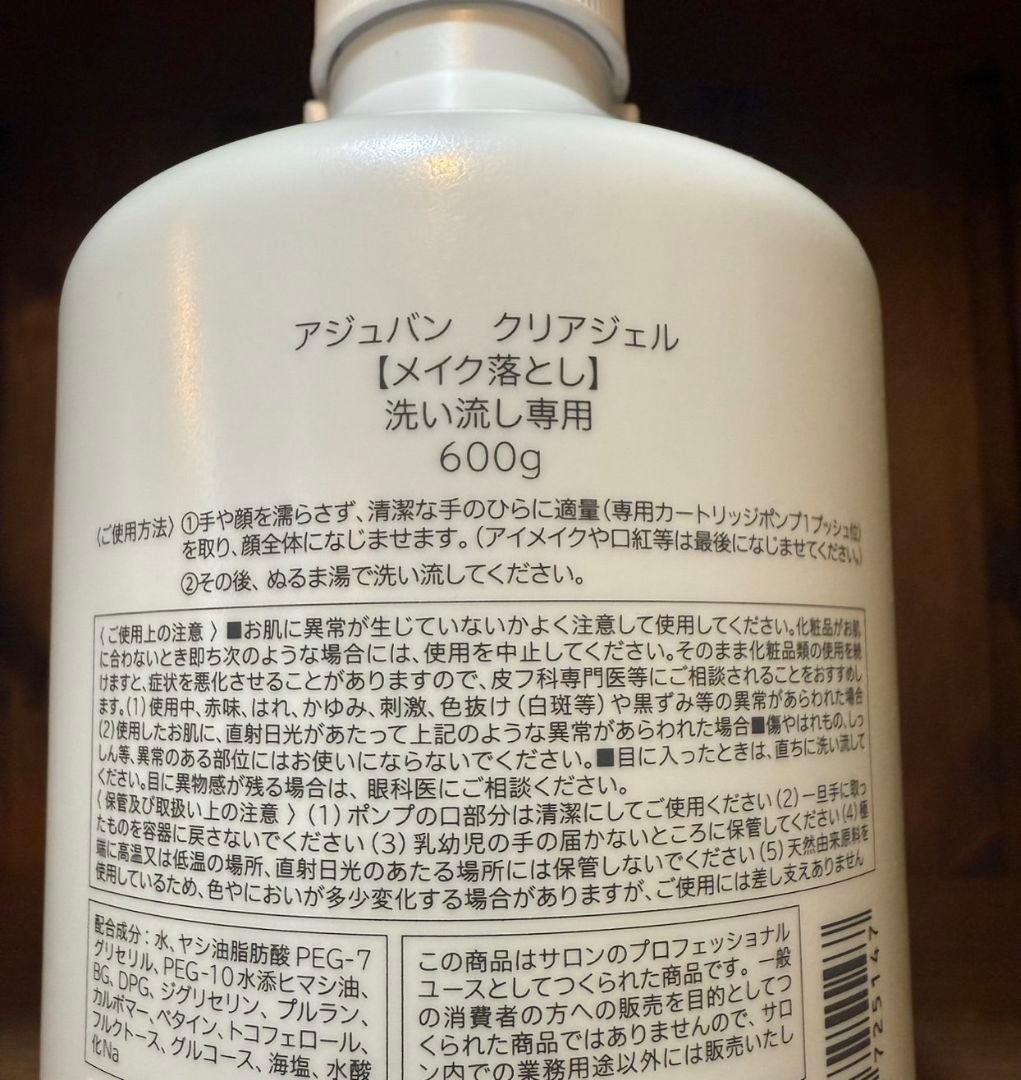 アジュバン　クリアジェル
【メイク落とし】
洗い流し専用
600g
〈ご使用方法〉①手や顔を濡らさず、清潔な手のひらに適量(専用カートリッジポンプ1プッシュ位)
を取り、顔全体になじませます。(アイメイクや口紅等は最後になじませてください。)
②その後、ぬるま湯で洗い流してください。
〈ご使用上の注意〉■お肌に異常が生じていないかよく注意して使用してください。化粧品がお肌
に合わないとき即ち次のような場合には、使用を中止してください。そのまま化粧品類の使用を続
けますと、症状を悪化させることがありますので、皮フ科専門医等にご相談されることをおすすめし
ます。(1)使用中、赤味、はれ、かゆみ、刺激、色抜け(白斑等)や黒ずみ等の異常があらわれた場合
(2)使用したお肌に、直射日光があたって上記のような異常があらわれた場合■傷やはれもの、しっ
しん等、異常のある部位にはお使いにならないでください。■目に入ったときは、直ちに洗い流して
ください。目に異物感が残る場合は、眼科医にご相談ください。
〈保管及び取扱い上の注意〉(1)ポンプの口部分は清潔にしてご使用ください(2)一旦手に取っ
たものを容器に戻さないでください(3)乳幼児の手の届かないところに保管してください(4)極
端に高温又は低温の場所、直射日光のあたる場所には保管しないでください(5)天然由来原料を
使用しているため、色やにおいが多少変化する場合がありますが、ご使用には差し支えありません
配合成分：水、ヤシ油脂肪酸PEG-7
グリセリル、PEG-10水添ヒマシ油、
BG、DPG、ジグリセリン、プルラン、
カルボマー、ベタイン、トコフェロール、
フルクトース、グルコース、海塩、水酸
化Na
この商品はサロンのプロフェッショナル
ユースとしてつくられた商品です。一般
の消費者の方への販売を目的としてつ
くられた商品ではありませんので、サロ
ン内での業務用途以外には販売いたし
725147